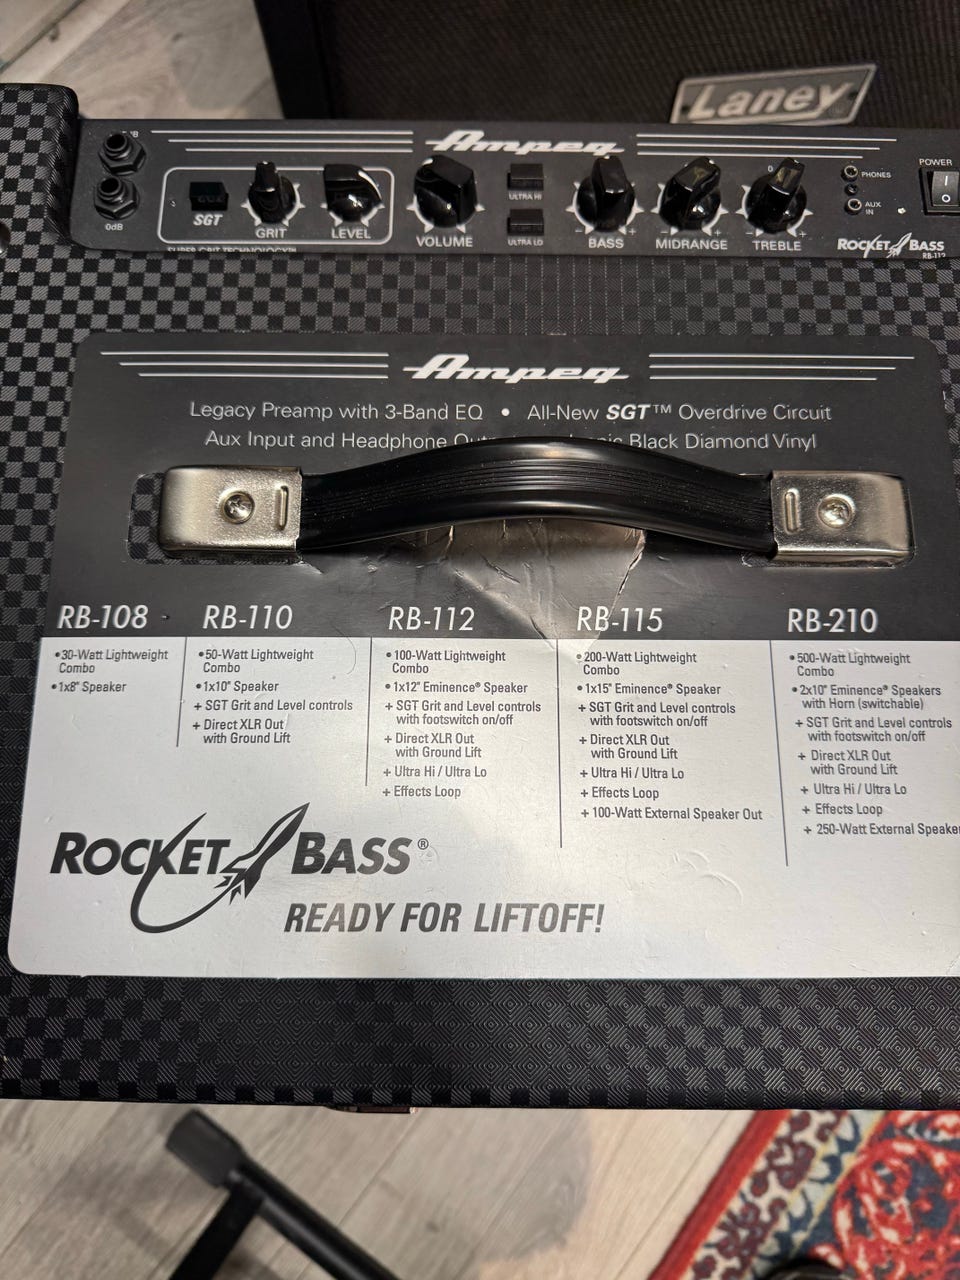 Laney
Ampeg
POWER
PHONES
AUX
IN
I
O
SGT
GRIT
LEVEL
VOLUME
ULTRA HI
ULTRA LO
- BASS +
MIDRANGE
- TREBLE +
0
0dB
SUPER GRIT TECHNOLOGY™
ROCKET BASS
RB-112
Ampeg
Legacy Preamp with 3-Band EQ • All-New SGT™ Overdrive Circuit
Aux Input and Headphone Black Diamond Vinyl
RB-108
•30-Watt Lightweight
Combo
•1x8" Speaker
RB-110
•50-Watt Lightweight
Combo
•1x10" Speaker
+ SGT Grit and Level controls
+ Direct XLR Out
with Ground Lift
RB-112
•100-Watt Lightweight
Combo
•1x12" Eminence® Speaker
+ SGT Grit and Level controls
with footswitch on/off
+ Direct XLR Out
with Ground Lift
+ Ultra Hi / Ultra Lo
+ Effects Loop
RB-115
•200-Watt Lightweight
Combo
•1x15" Eminence® Speaker
+ SGT Grit and Level controls
with footswitch on/off
+ Direct XLR Out
with Ground Lift
+ Ultra Hi / Ultra Lo
+ Effects Loop
+ 100-Watt External Speaker Out
RB-210
•500-Watt Lightweight
Combo
•2x10" Eminence® Speakers
with Horn (switchable)
+ SGT Grit and Level controls
with footswitch on/off
+ Direct XLR Out
with Ground Lift
+ Ultra Hi / Ultra Lo
+ Effects Loop
+ 250-Watt External Speaker
ROCKET BASS®
READY FOR LIFTOFF!